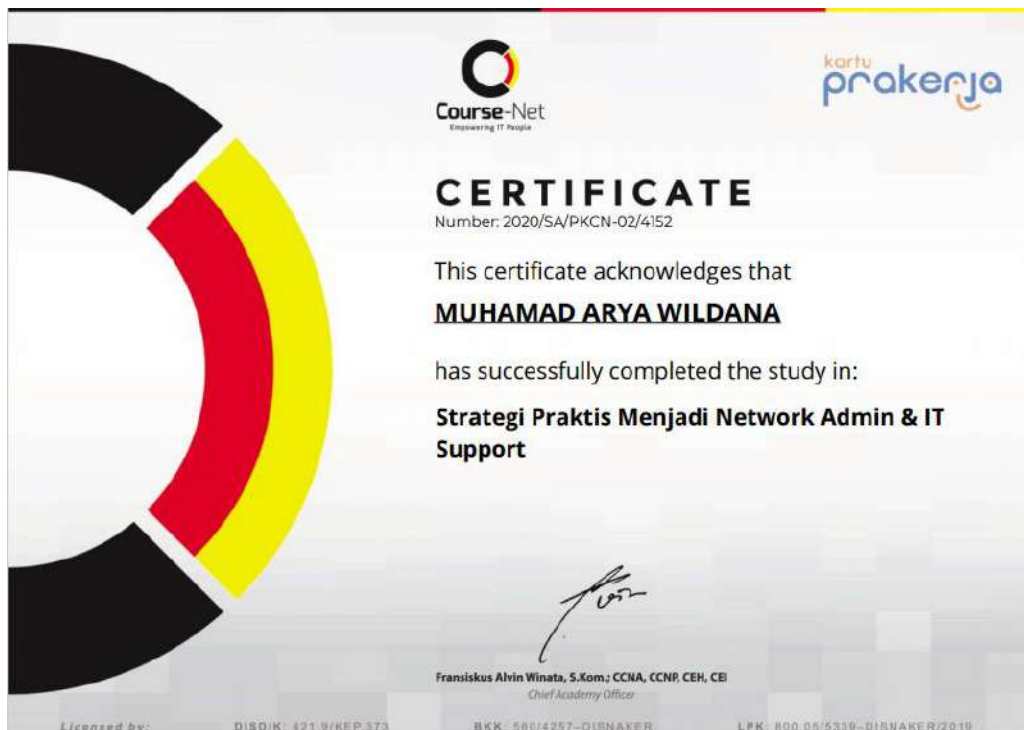 Course-Net
Empowering IT People
kartu
prakerja
CERTIFICATE
Number: 2020/SA/PKCN-02/4152
This certificate acknowledges that
MUHAMAD ARYA WILDANA
has successfully completed the study in:
Strategi Praktis Menjadi Network Admin & IT
Support
Fransiskus Alvin Winata, S.Kom.; CCNA, CCNP, CEH, CEI
Chief Academy Officer
Licensed by: DISDIK: 421.9/KEP.373 BKK: 560/4257-DISNAKER LPK: 800.05/5339-DISNAKER/2019